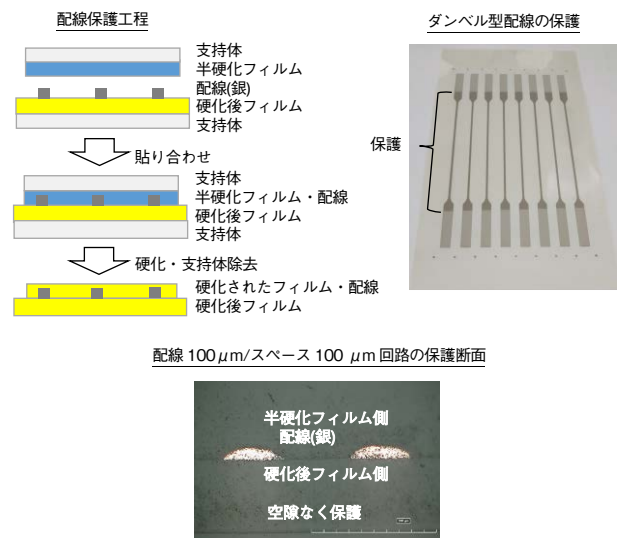 配線保護工程
支持体
半硬化フィルム
配線(銀)
硬化後フィルム
支持体
貼り合わせ
支持体
半硬化フィルム・配線
硬化後フィルム
支持体
硬化・支持体除去
硬化されたフィルム・配線
硬化後フィルム
ダンベル型配線の保護
保護
配線 100μm/スペース 100 μm 回路の保護断面
半硬化フィルム側
配線(銀)
硬化後フィルム側
空隙なく保護